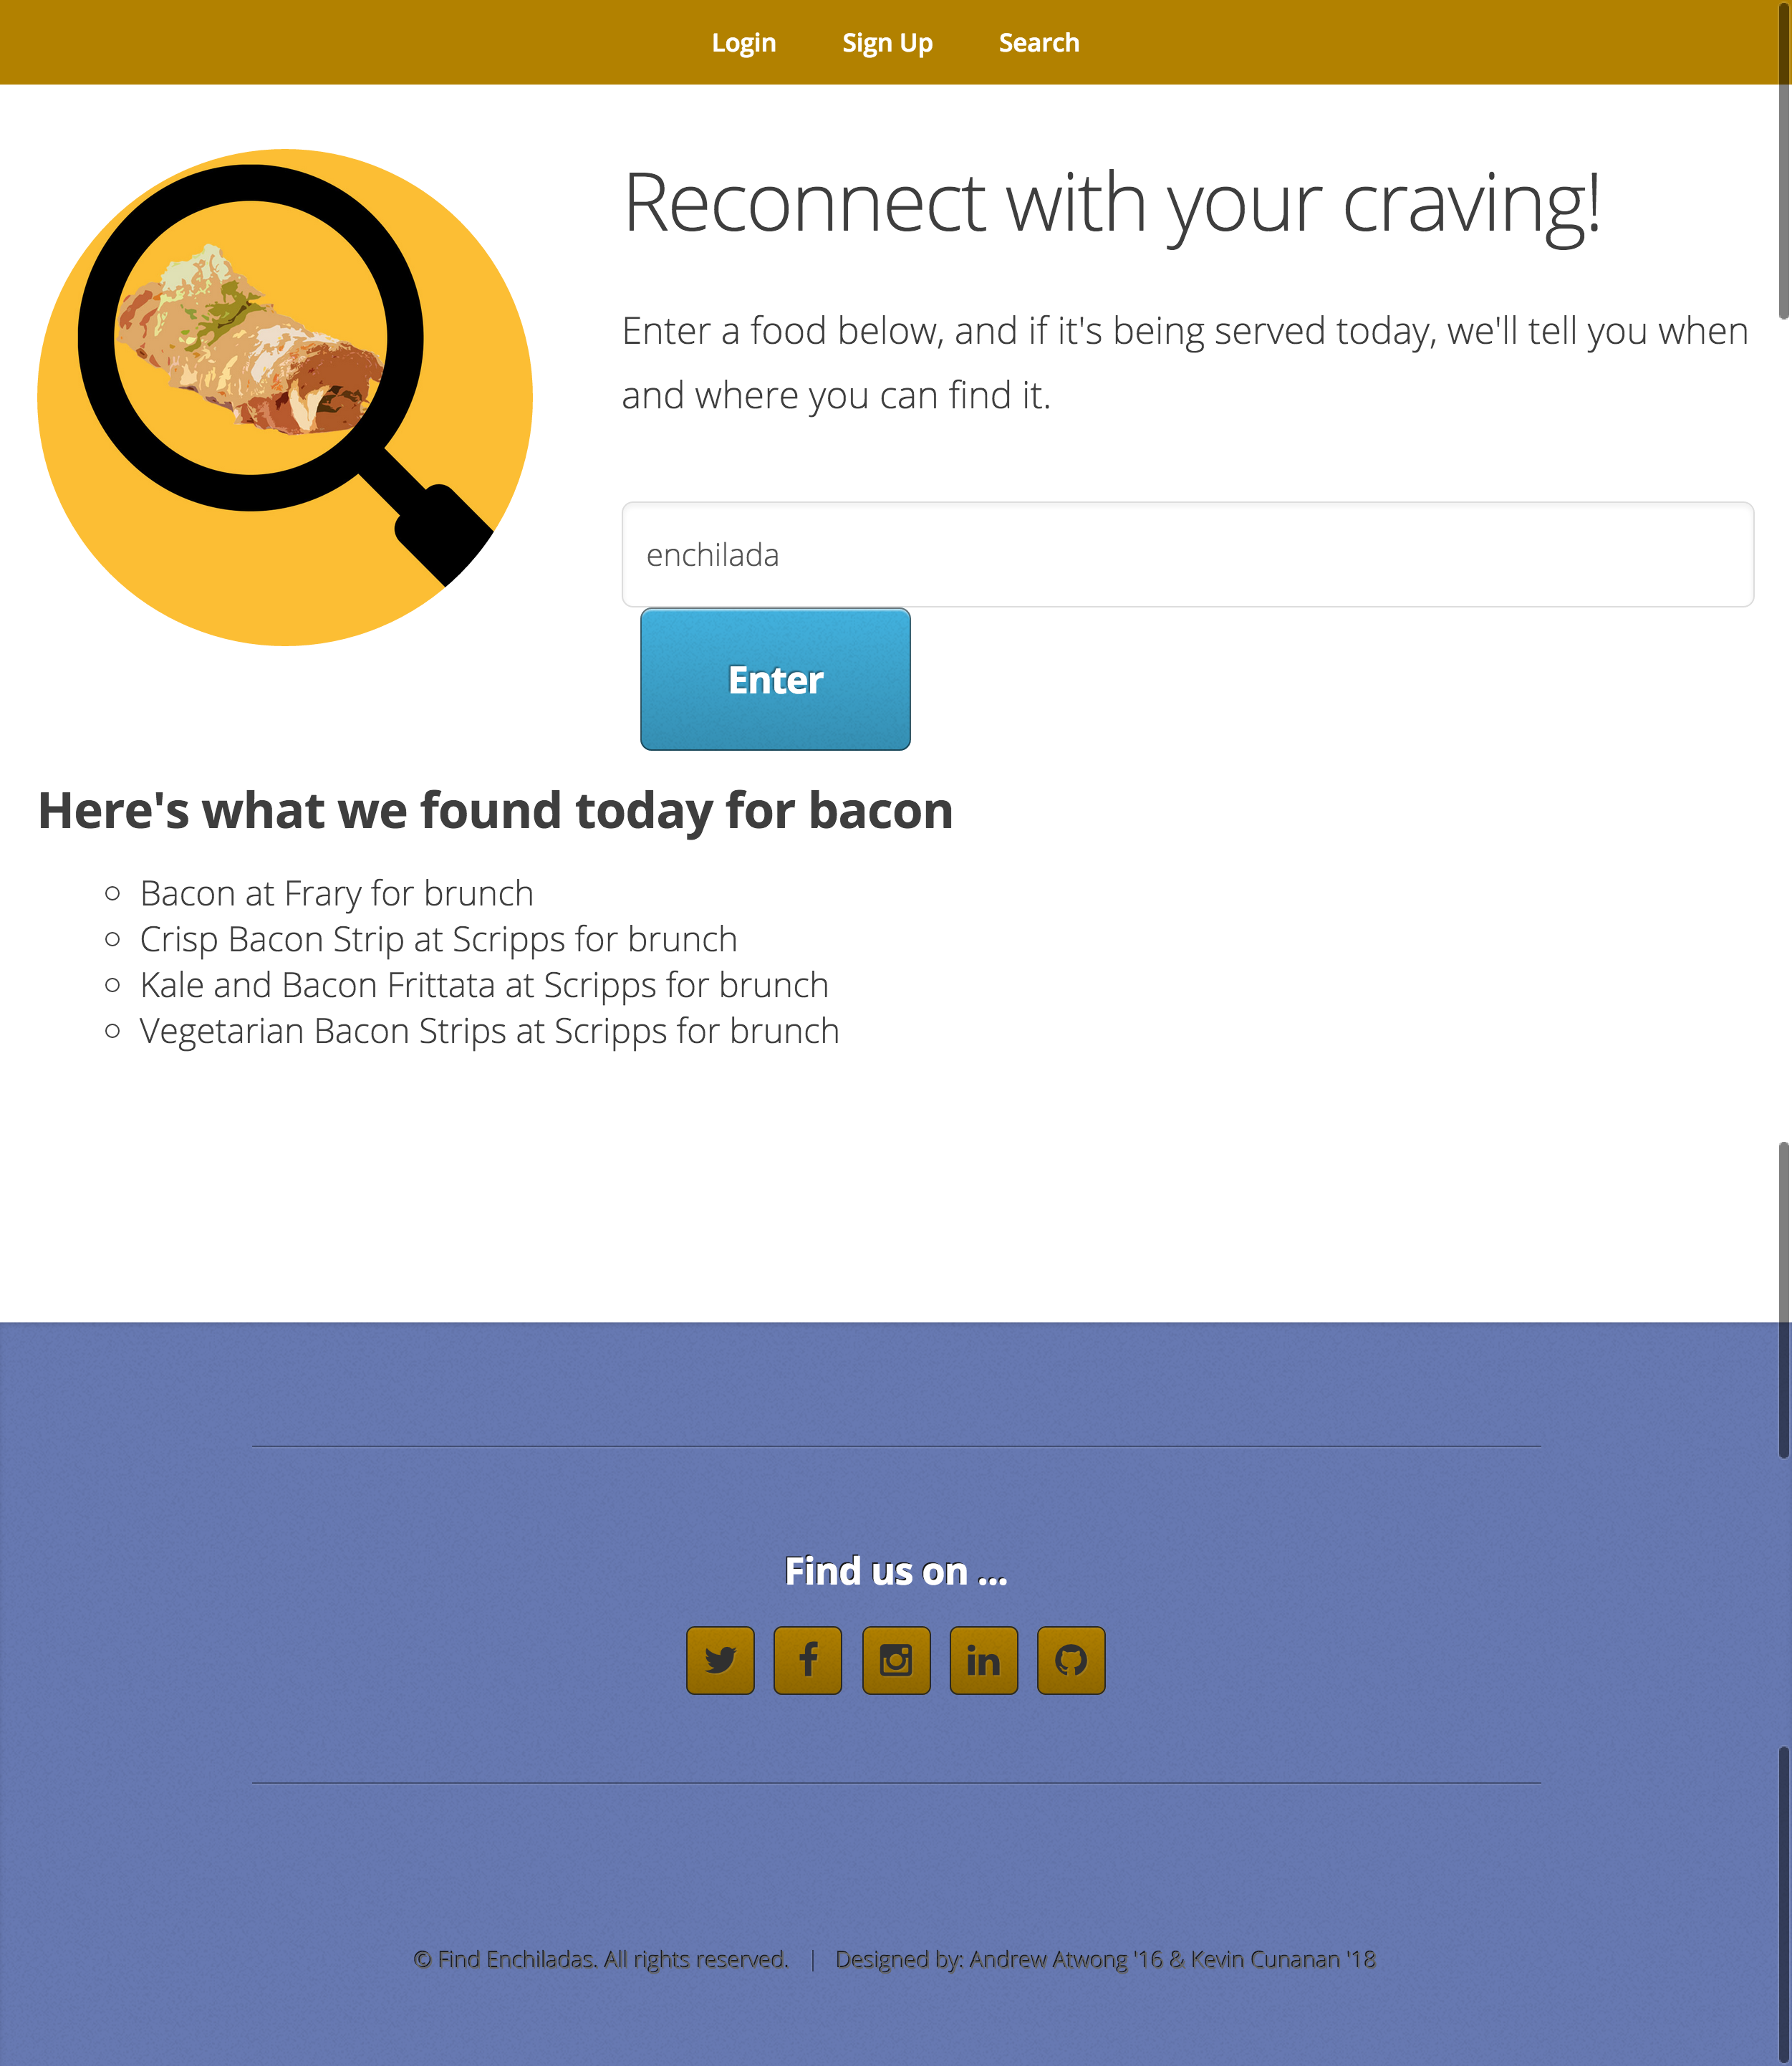 Login Sign Up Search
Reconnect with your craving!
Enter a food below, and if it's being served today, we'll tell you when
and where you can find it.
enchilada
Enter
Here's what we found today for bacon
Bacon at Frary for brunch
Crisp Bacon Strip at Scripps for brunch
Kale and Bacon Frittata at Scripps for brunch
Vegetarian Bacon Strips at Scripps for brunch
Find us on ...
© Find Enchiladas. All rights reserved. | Designed by: Andrew Atwong '16 & Kevin Cunanan '18